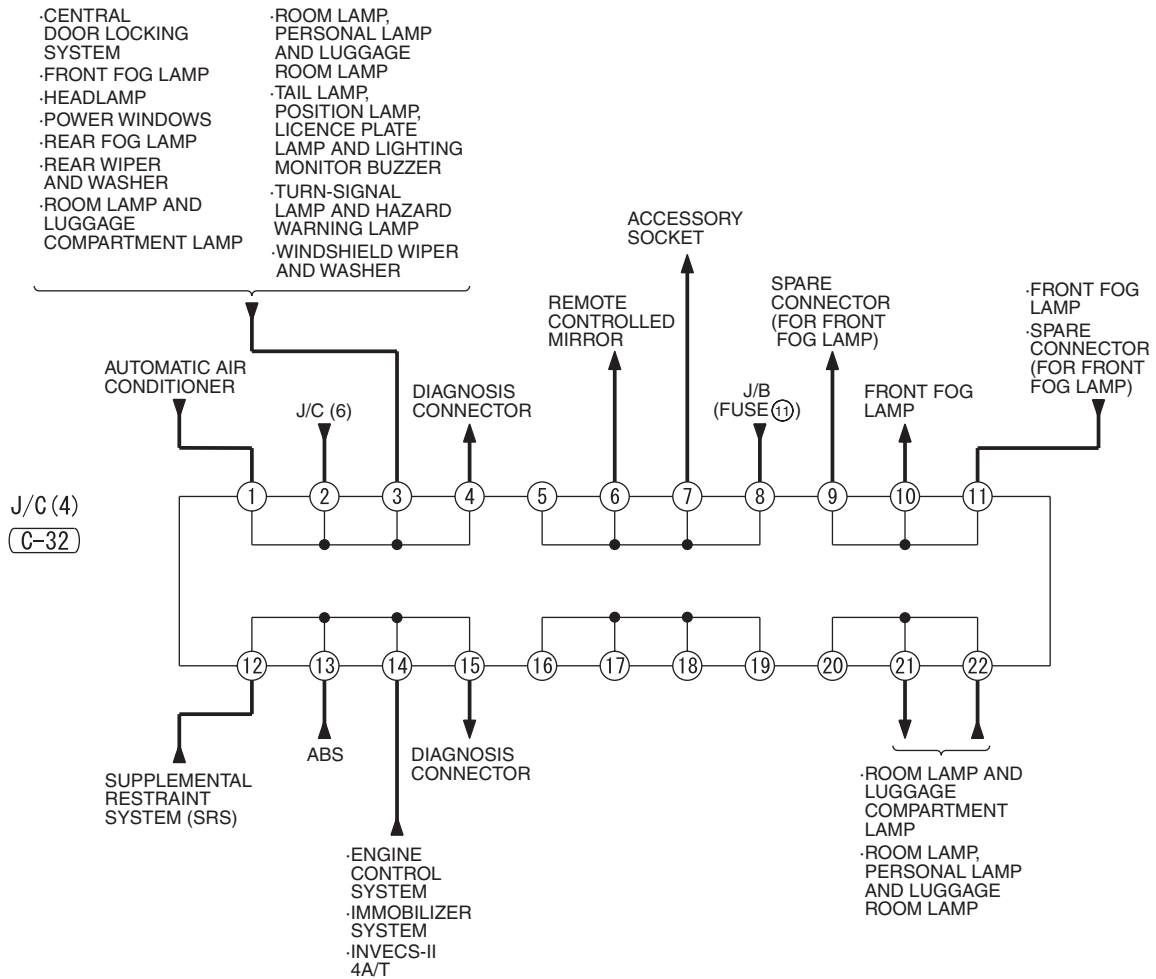 ·CENTRAL
DOOR LOCKING
SYSTEM
·FRONT FOG LAMP
·HEADLAMP
·POWER WINDOWS
·REAR FOG LAMP
·REAR WIPER
AND WASHER
·ROOM LAMP AND
LUGGAGE
COMPARTMENT LAMP
·ROOM LAMP,
PERSONAL LAMP
AND LUGGAGE
ROOM LAMP
·TAIL LAMP,
POSITION LAMP,
LICENCE PLATE
LAMP AND LIGHTING
MONITOR BUZZER
·TURN-SIGNAL
LAMP AND HAZARD
WARNING LAMP
·WINDSHIELD WIPER
AND WASHER
AUTOMATIC AIR
CONDITIONER
J/C (6)
DIAGNOSIS
CONNECTOR
REMOTE
CONTROLLED
MIRROR
ACCESSORY
SOCKET
J/B
(FUSE ⑪)
SPARE
CONNECTOR
(FOR FRONT
FOG LAMP)
FRONT FOG
LAMP
·FRONT FOG
LAMP
·SPARE
CONNECTOR
(FOR FRONT
FOG LAMP)
J/C (4)
C-32
1 2 3 4 5 6 7 8 9 10 11
12 13 14 15 16 17 18 19 20 21 22
SUPPLEMENTAL
RESTRAINT
SYSTEM (SRS)
ABS
·ENGINE
CONTROL
SYSTEM
·IMMOBILIZER
SYSTEM
·INVECS-II
4A/T
DIAGNOSIS
CONNECTOR
·ROOM LAMP AND
LUGGAGE
COMPARTMENT
LAMP
·ROOM LAMP,
PERSONAL LAMP
AND LUGGAGE
ROOM LAMP